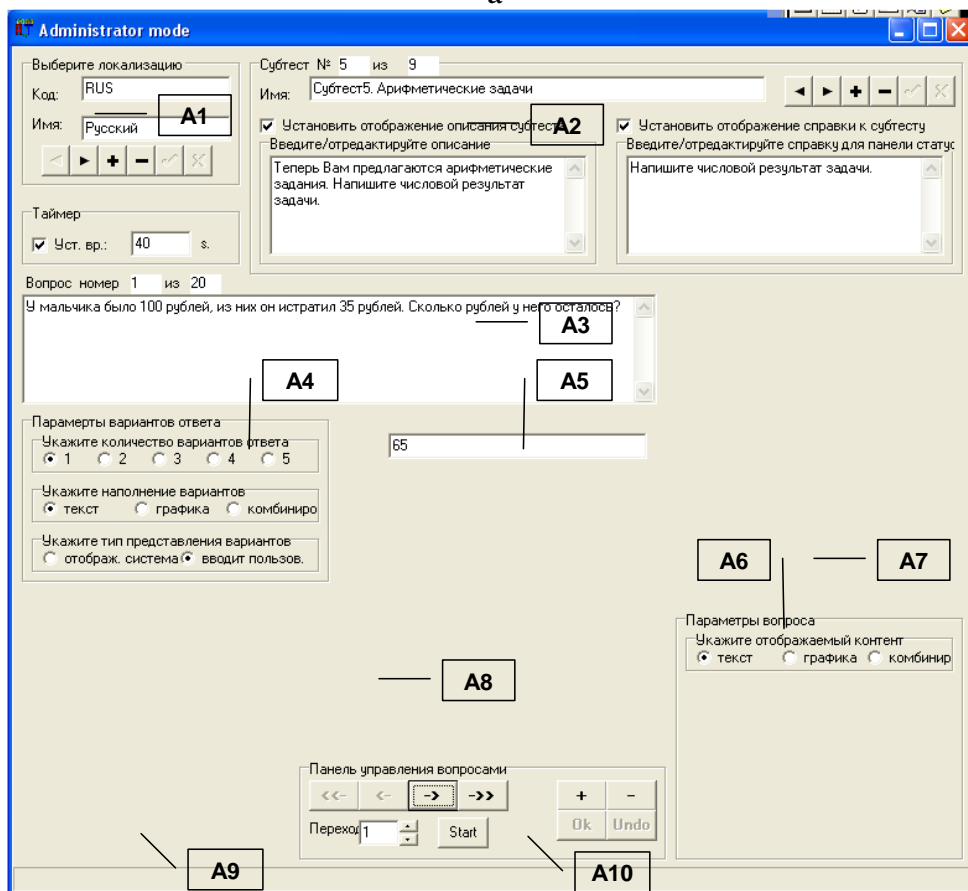 а
Administrator mode
Выберите локализацию
Код: RUS
Имя: Русский
A1
Субтест № 5 из 9
Имя: Субтест5. Арифметические задачи
A2
Установить отображение описания субтест
Установить отображение справки к субтесту
Введите/отредактируйте описание
Введите/отредактируйте справку для панели статус
Теперь Вам предлагаются арифметические
задания. Напишите числовой результат
задачи.
Напишите числовой результат задачи.
Таймер
Уст. вр.: 40 s.
Вопрос номер 1 из 20
У мальчика было 100 рублей, из них он истратил 35 рублей. Сколько рублей у него осталось?
A3
A4
A5
Парамерты вариантов ответа
Укажите количество вариантов ответа
1 2 3 4 5
65
Укажите наполнение вариантов
текст графика комбиниро
Укажите тип представления вариантов
отображ. система вводит пользов.
A6
A7
Параметры вопроса
Укажите отображаемый контент
текст графика комбинир
A8
Панель управления вопросами
<<- <- -> ->> + -
Переход 1 Start Ok Undo
A9
A10